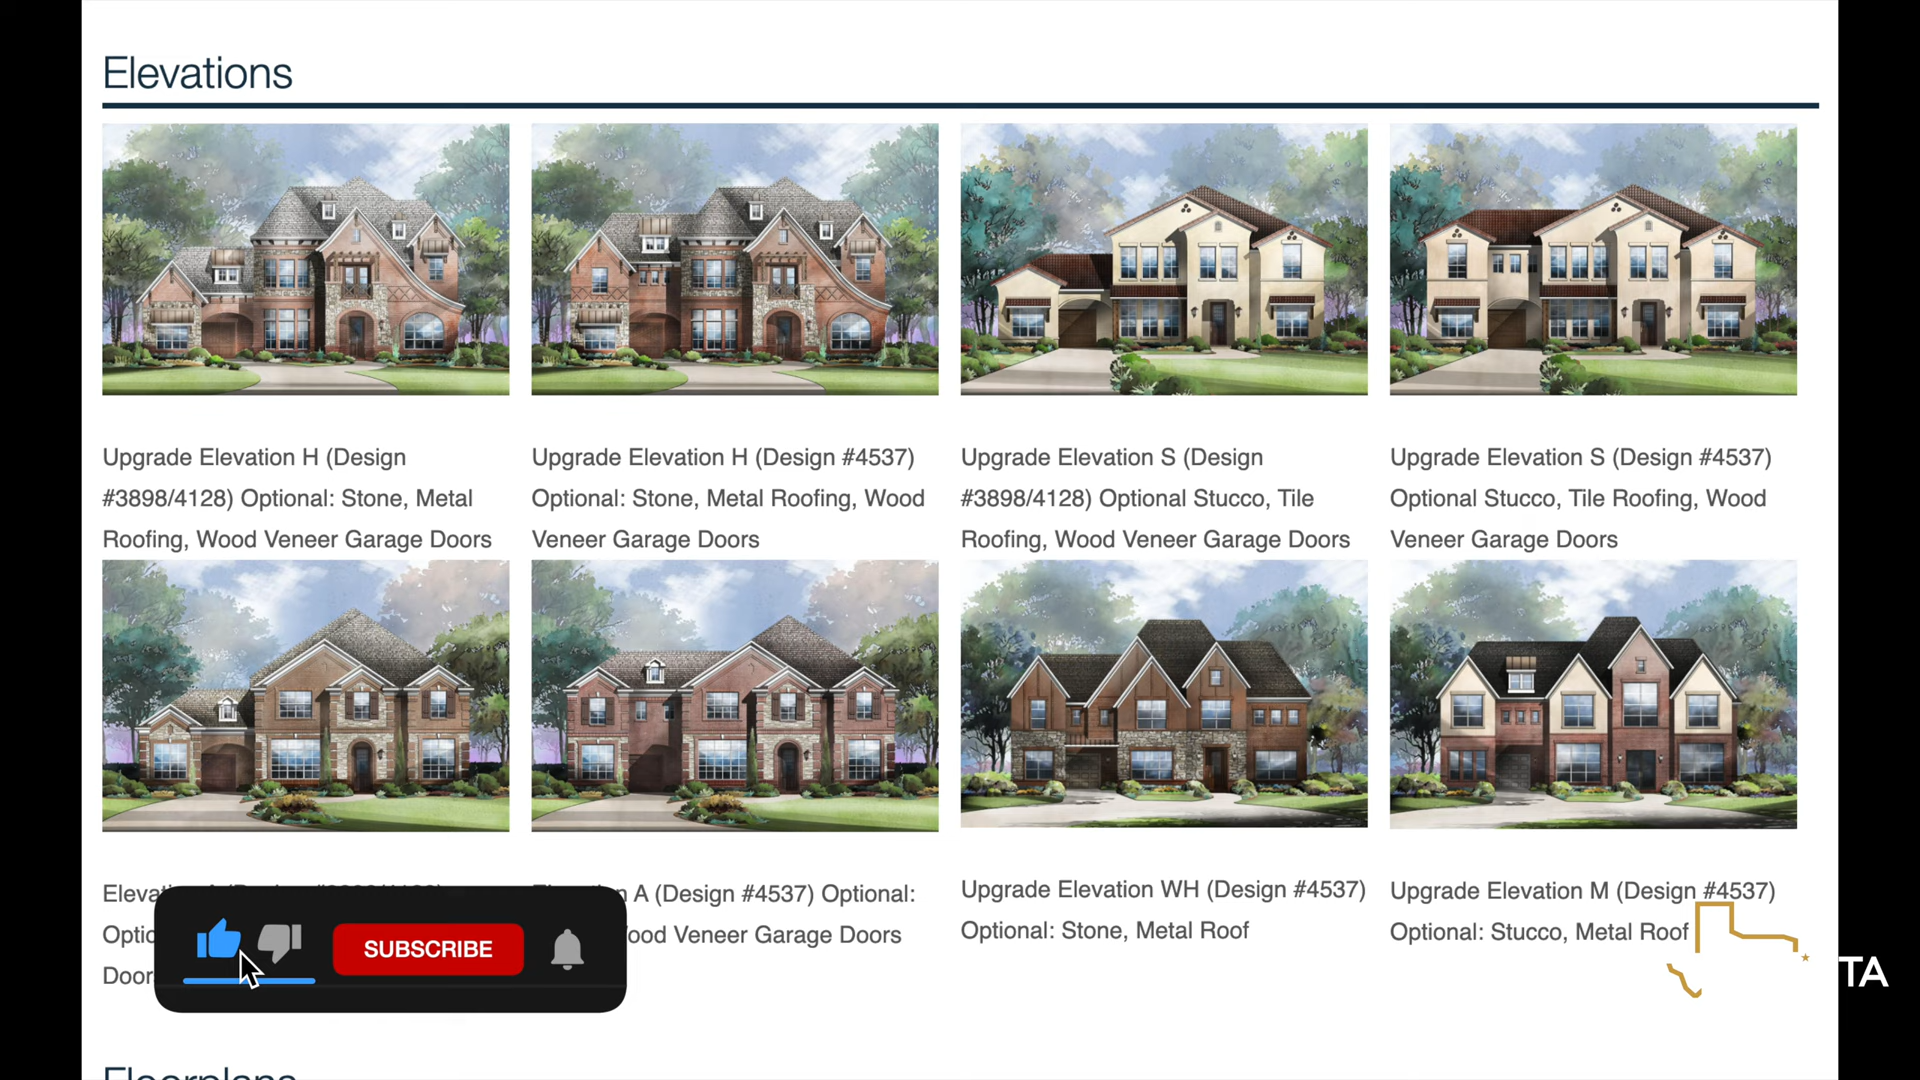 Elevations
Upgrade Elevation H (Design
#3898/4128) Optional: Stone, Metal
Roofing, Wood Veneer Garage Doors
Upgrade Elevation H (Design #4537)
Optional: Stone, Metal Roofing, Wood
Veneer Garage Doors
Upgrade Elevation S (Design
#3898/4128) Optional Stucco, Tile
Roofing, Wood Veneer Garage Doors
Upgrade Elevation S (Design #4537)
Optional Stucco, Tile Roofing, Wood
Veneer Garage Doors
A (Design #4537) Optional:
Veneer Garage Doors
Upgrade Elevation WH (Design #4537)
Optional: Stone, Metal Roof
Upgrade Elevation M (Design #4537)
Optional: Stucco, Metal Roof
SUBSCRIBE
TA
Floorplans